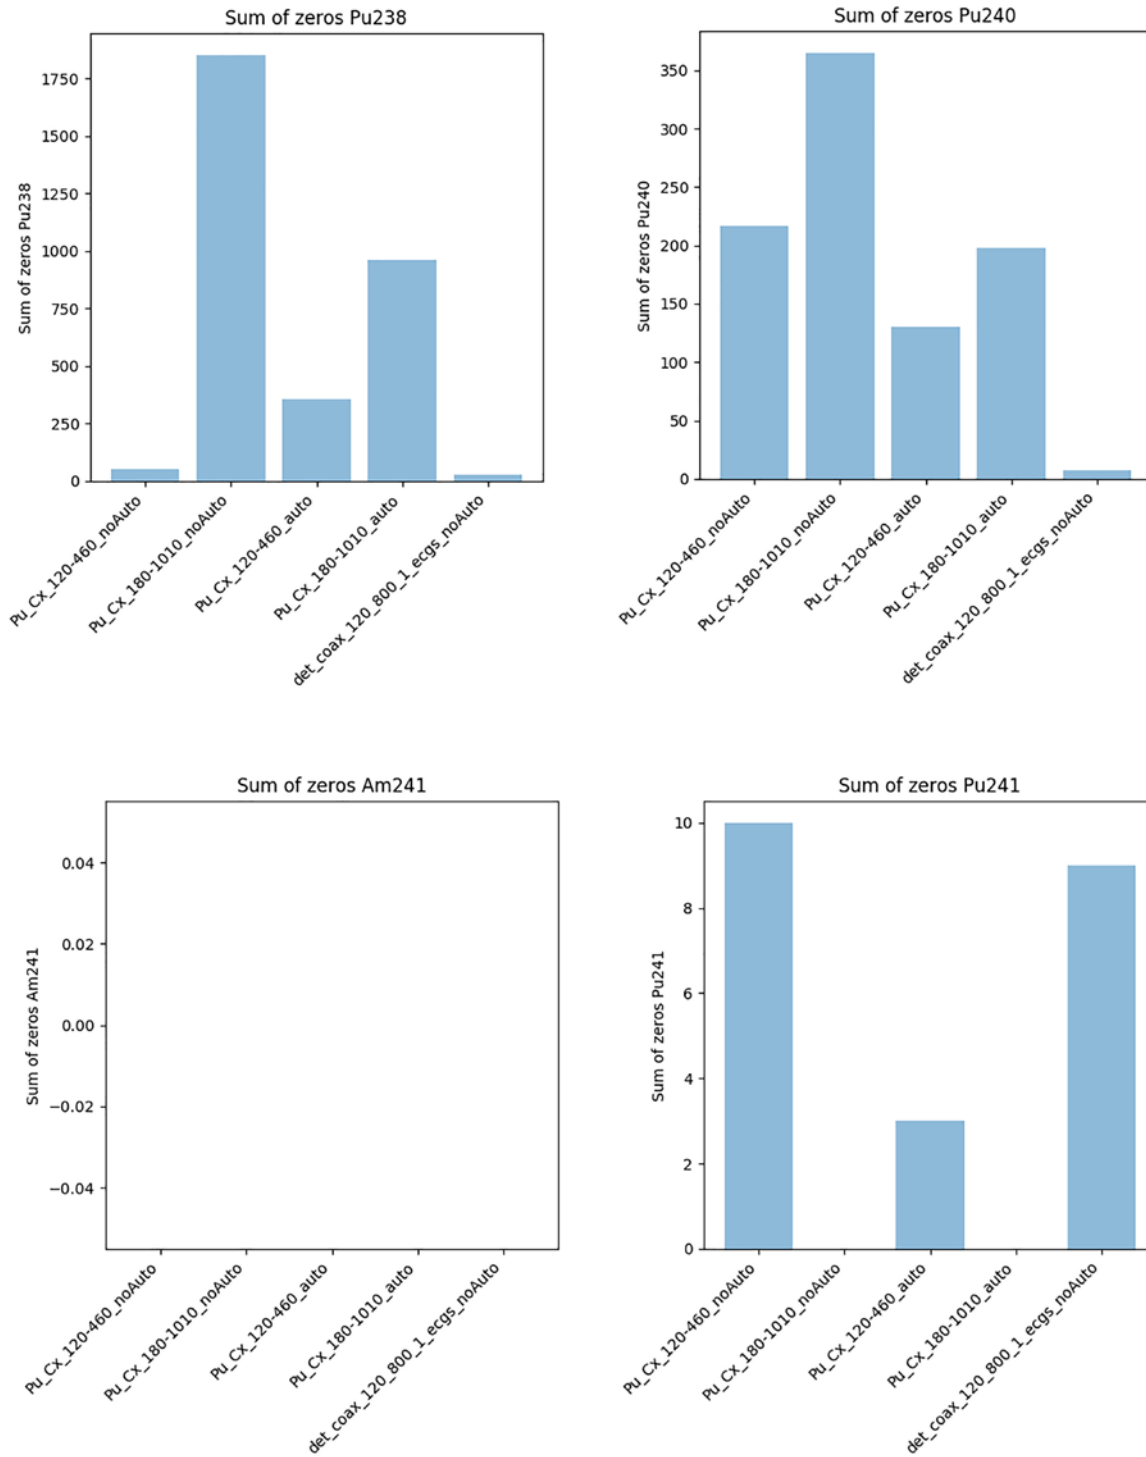 Sum of zeros Pu238
Sum of zeros Pu238
1750
1500
1250
1000
750
500
250
0
Pu_Cx_120-460_noAuto
Pu_Cx_180-1010_noAuto
Pu_Cx_120-460_auto
Pu_Cx_180-1010_auto
det_coax_120_800_1_ecgs_noAuto
Sum of zeros Pu240
Sum of zeros Pu240
350
300
250
200
150
100
50
0
Pu_Cx_120-460_noAuto
Pu_Cx_180-1010_noAuto
Pu_Cx_120-460_auto
Pu_Cx_180-1010_auto
det_coax_120_800_1_ecgs_noAuto
Sum of zeros Am241
Sum of zeros Am241
0.04
0.02
0.00
−0.02
−0.04
Pu_Cx_120-460_noAuto
Pu_Cx_180-1010_noAuto
Pu_Cx_120-460_auto
Pu_Cx_180-1010_auto
det_coax_120_800_1_ecgs_noAuto
Sum of zeros Pu241
Sum of zeros Pu241
10
8
6
4
2
0
Pu_Cx_120-460_noAuto
Pu_Cx_180-1010_noAuto
Pu_Cx_120-460_auto
Pu_Cx_180-1010_auto
det_coax_120_800_1_ecgs_noAuto